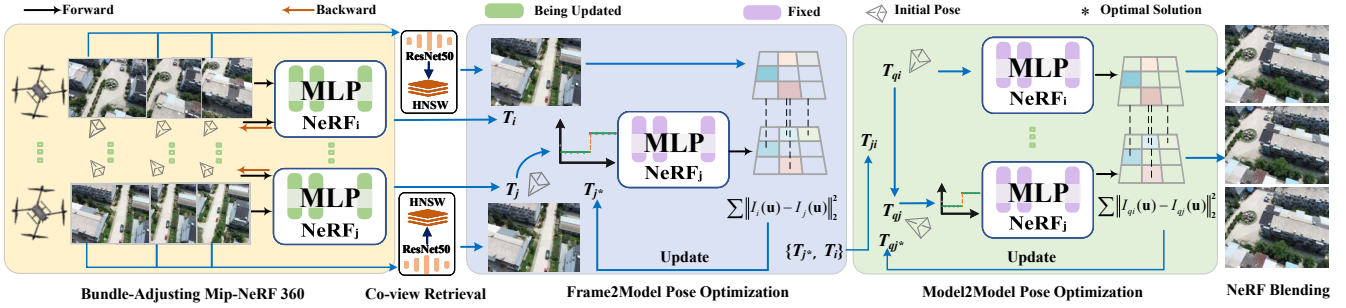 Forward
Backward
Being Updated
Fixed
Initial Pose
* Optimal Solution
MLP
NeRFi
MLP
NeRFj
ResNet50
HNSW
HNSW
ResNet50
Ti
Tj
Tj*
MLP
NeRFj
∑‖Ii(u) − Ij(u)‖₂²
Update
{Tj*, Ti}
Tji
Tqi
Tqj
Tqj*
MLP
NeRFi
MLP
NeRFj
∑‖Iqi(u) − Iqj(u)‖₂²
Update
Bundle-Adjusting Mip-NeRF 360
Co-view Retrieval
Frame2Model Pose Optimization
Model2Model Pose Optimization
NeRF Blending